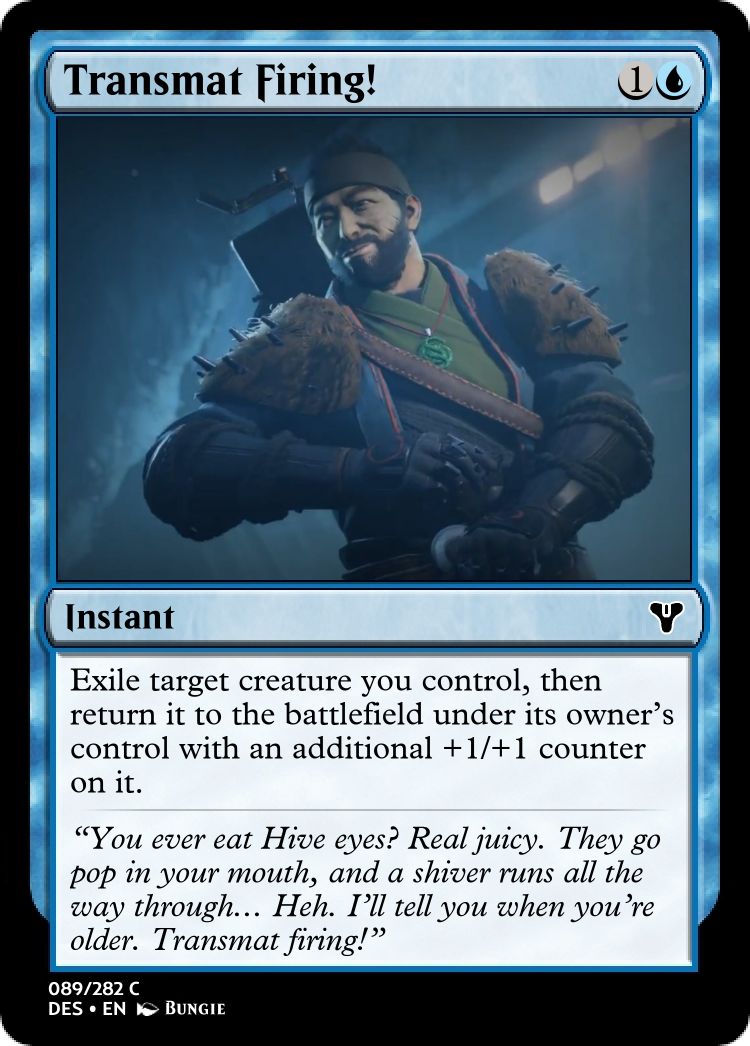 Transmat Firing! 1
Instant
Exile target creature you control, then
return it to the battlefield under its owner’s
control with an additional +1/+1 counter
on it.
“You ever eat Hive eyes? Real juicy. They go
pop in your mouth, and a shiver runs all the
way through… Heh. I’ll tell you when you’re
older. Transmat firing!”
089/282 C
DES • EN Bungie